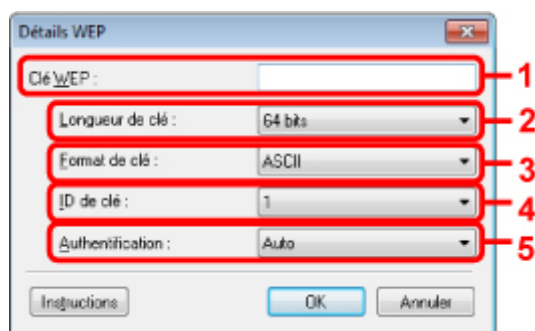 Détails WEP
Clé WEP : 1
Longueur de clé : 64 bits 2
Format de clé : ASCII 3
ID de clé : 1 4
Authentification : Auto 5
Instructions OK Annuler